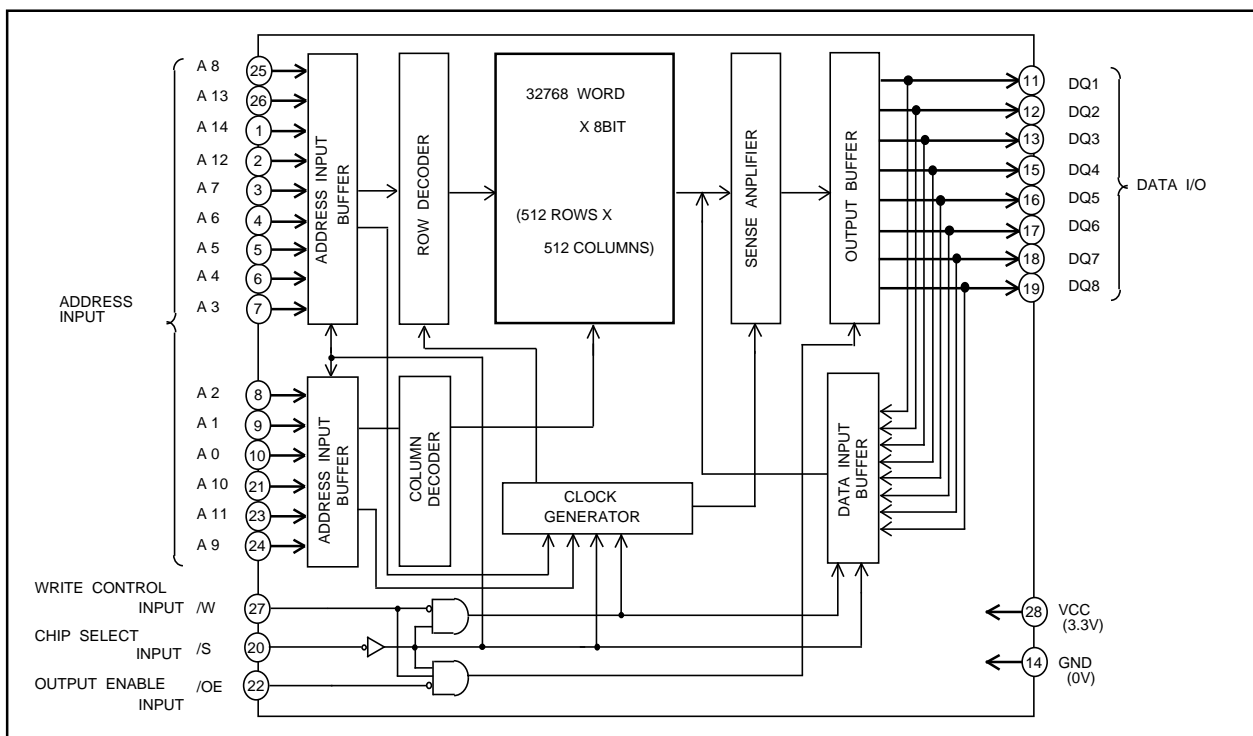 ADDRESS
INPUT
A 8
25
A 13
26
A 14
1
A 12
2
A 7
3
A 6
4
A 5
5
A 4
6
A 3
7
A 2
8
A 1
9
A 0
10
A 10
21
A 11
23
A 9
24
WRITE CONTROL
INPUT
/W
27
CHIP SELECT
INPUT
/S
20
OUTPUT ENABLE
INPUT
/OE
22
ADDRESS INPUT
BUFFER
ROW DECODER
32768 WORD
X 8BIT
(512 ROWS X
512 COLUMNS)
SENSE AMPLIFIER
OUTPUT BUFFER
ADDRESS INPUT
BUFFER
COLUMN
DECODER
CLOCK
GENERATOR
DATA INPUT
BUFFER
11
DQ1
12
DQ2
13
DQ3
15
DQ4
16
DQ5
17
DQ6
18
DQ7
19
DQ8
DATA I/O
28
VCC
(3.3V)
14
GND
(0V)